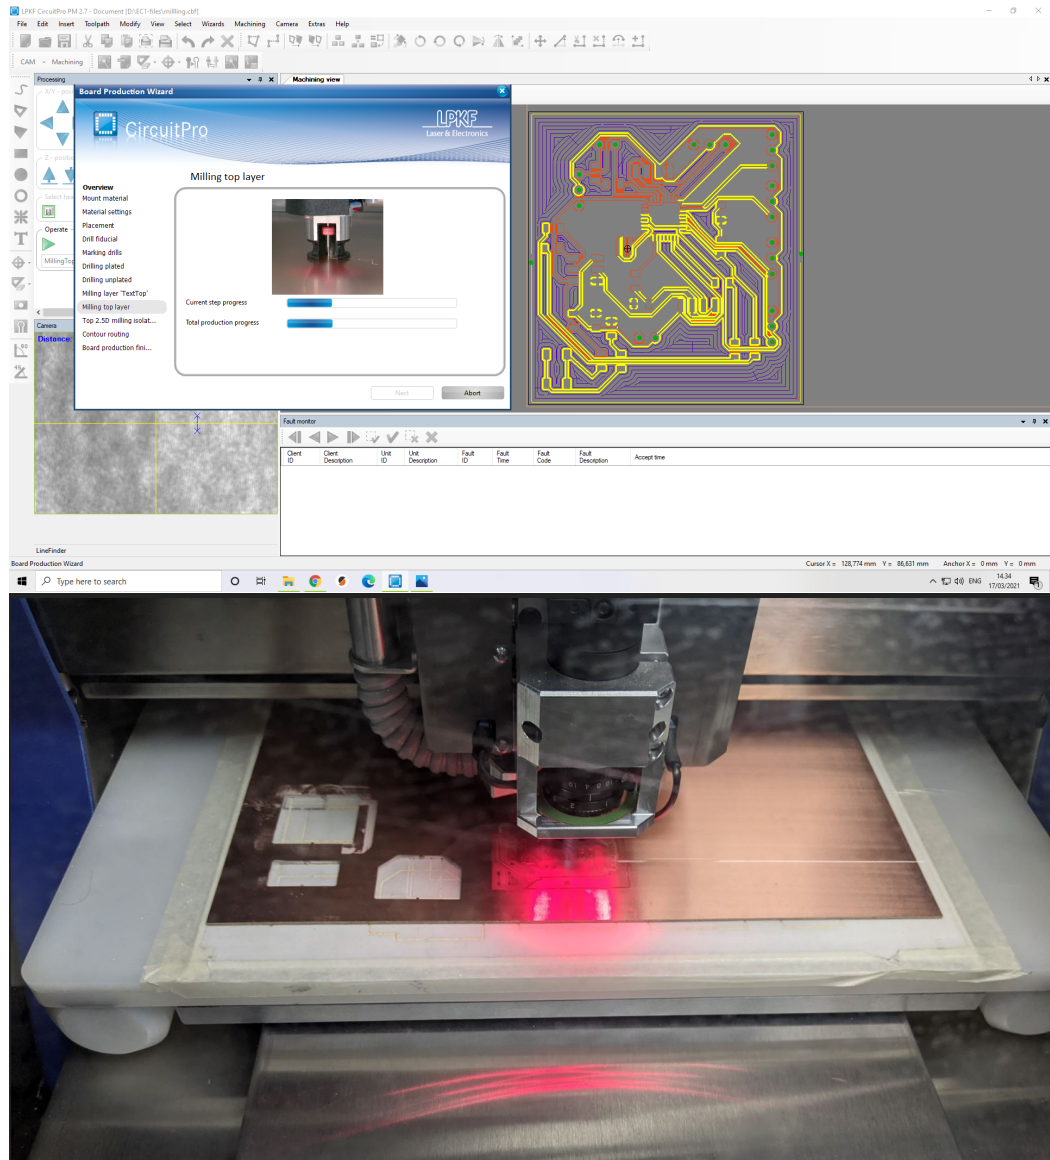 LPKF CircuitPro PM 2.7 - Document [D:\EC1-files\milling.cbf]
File Edit Insert Toolpath Modify View Select Wizards Machining Camera Extras Help
CAM - Machining
Processing
Machining view
X/Y - pos
Board Production Wizard
CircuitPro
LPKF
Laser & Electronics
Z - positio
Select hea
Operate
MillingTop
Milling top layer
Overview
Mount material
Material settings
Placement
Drill fiducial
Marking drills
Drilling plated
Drilling unplated
Milling layer 'TextTop'
Milling top layer
Top 2.5D milling isolat...
Contour routing
Board production fini...
Current step progress
Total production progress
Next
Abort
Camera
Distance:
Fault monitor
Client ID
Client Description
Unit ID
Unit Description
Fault ID
Fault Time
Fault Code
Fault Description
Accept time
LineFinder
Board Production Wizard
Cursor X = 128,774 mm Y = 86,631 mm Anchor X = 0 mm Y = 0 mm
Type here to search
ENG
14.34
17/03/2021